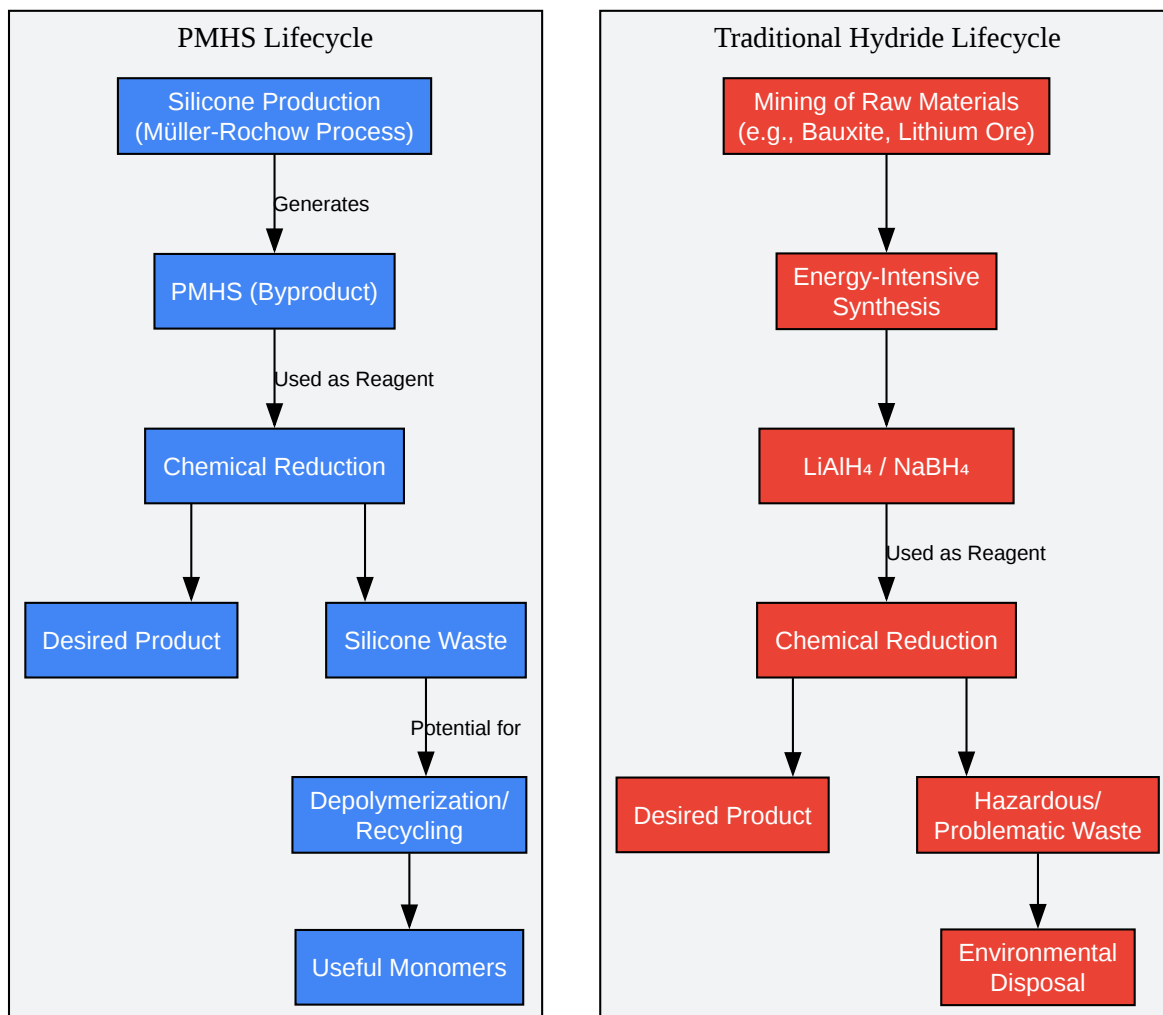 PMHS Lifecycle
Silicone Production
(Müller-Rochow Process)
Generates
PMHS (Byproduct)
Used as Reagent
Chemical Reduction
Desired Product
Silicone Waste
Potential for
Depolymerization/
Recycling
Useful Monomers
Traditional Hydride Lifecycle
Mining of Raw Materials
(e.g., Bauxite, Lithium Ore)
Energy-Intensive
Synthesis
LiAlH₄ / NaBH₄
Used as Reagent
Chemical Reduction
Desired Product
Hazardous/
Problematic Waste
Environmental
Disposal